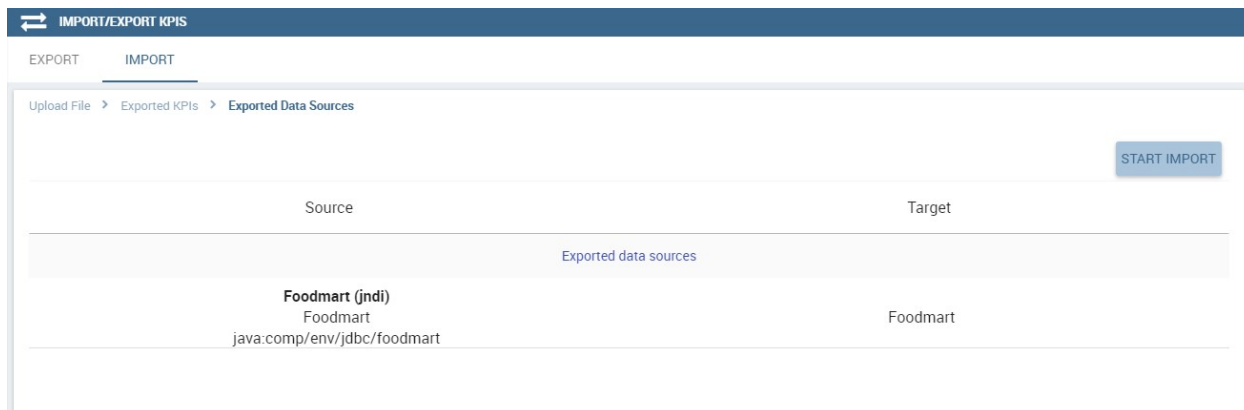 IMPORT/EXPORT KPIS
EXPORT IMPORT
Upload File > Exported KPIs > Exported Data Sources
START IMPORT
Source Target
Exported data sources
Foodmart (jndi)
Foodmart Foodmart
java:comp/env/jdbc/foodmart